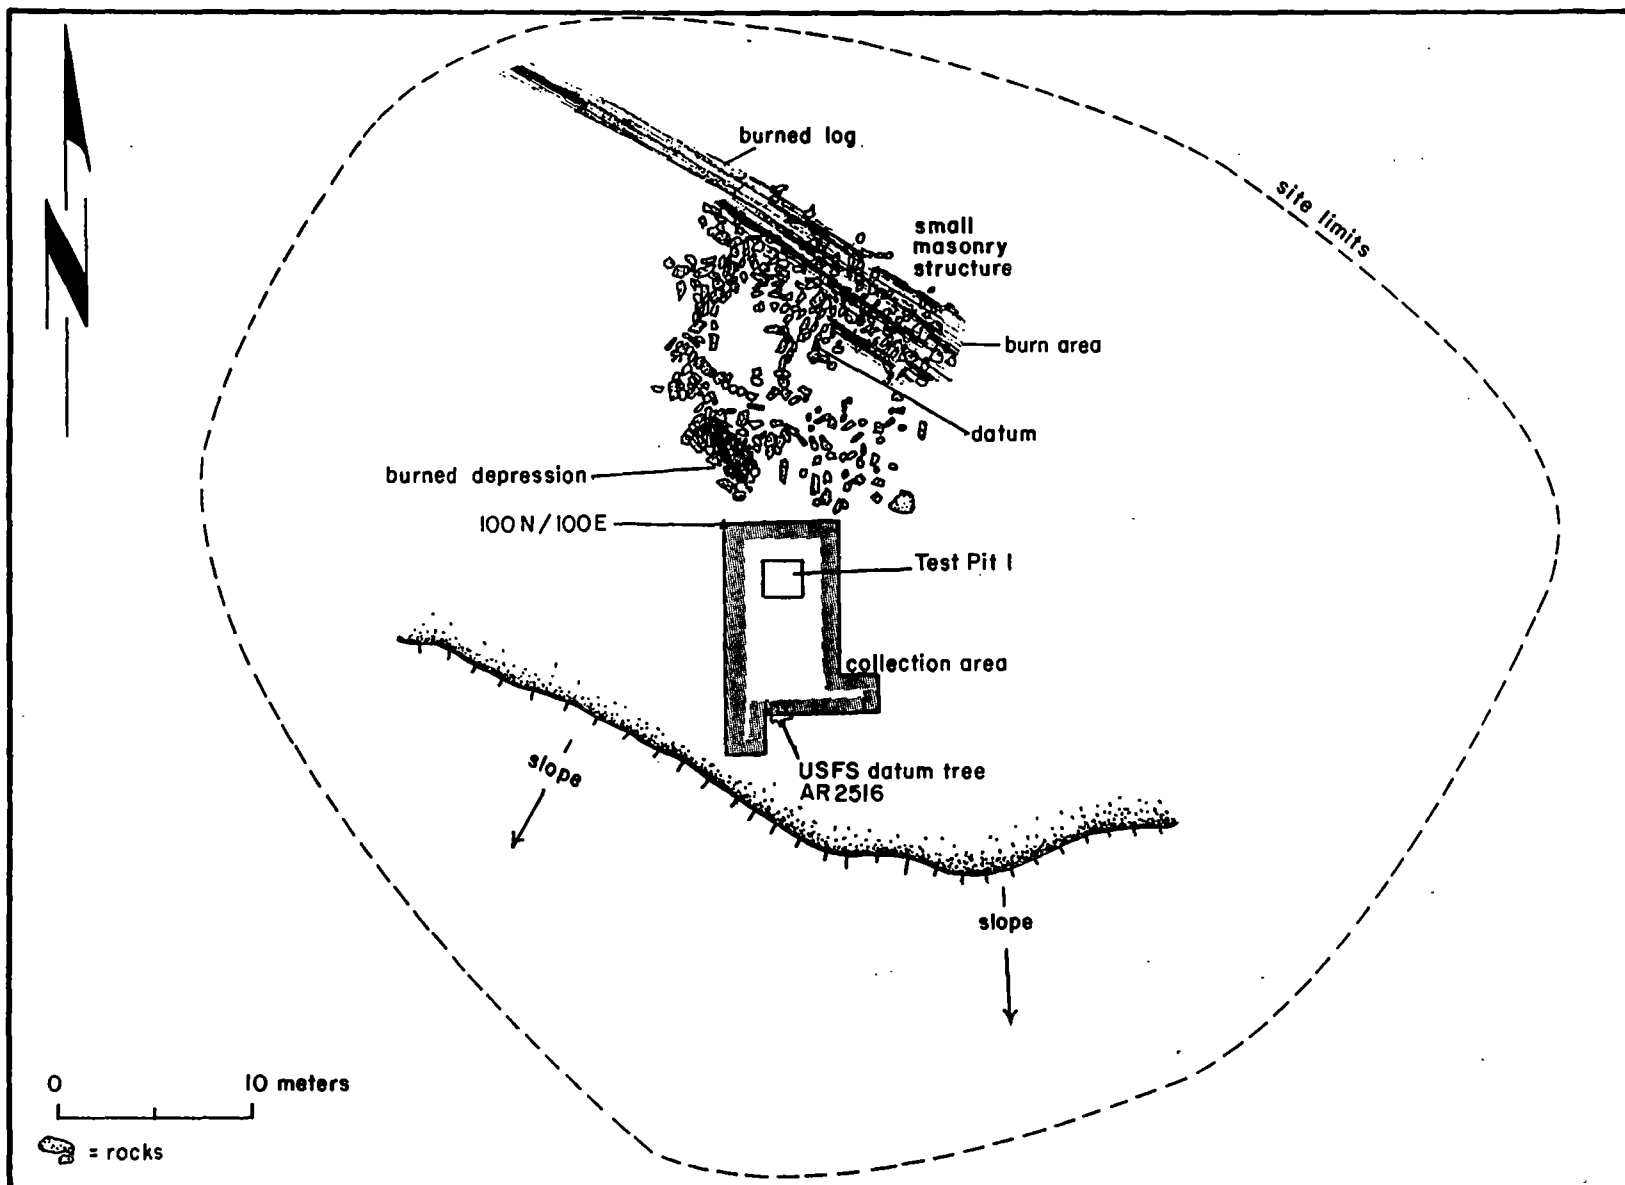 burned log
site limits
small
masonry
structure
N
burn area
datum
burned depression
100N/100E
Test Pit 1
collection area
slope
USFS datum tree
AR2516
slope
0 10 meters
= rocks